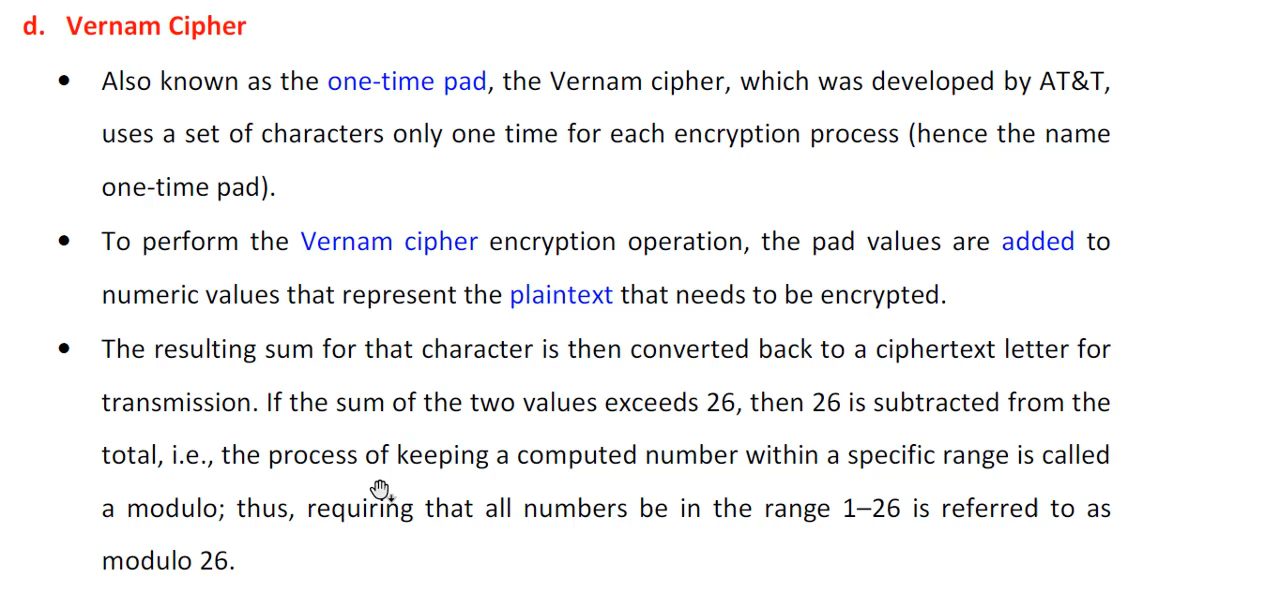 d. Vernam Cipher
• Also known as the one-time pad, the Vernam cipher, which was developed by AT&T,
uses a set of characters only one time for each encryption process (hence the name
one-time pad).
• To perform the Vernam cipher encryption operation, the pad values are added to
numeric values that represent the plaintext that needs to be encrypted.
• The resulting sum for that character is then converted back to a ciphertext letter for
transmission. If the sum of the two values exceeds 26, then 26 is subtracted from the
total, i.e., the process of keeping a computed number within a specific range is called
a modulo; thus, requiring that all numbers be in the range 1–26 is referred to as
modulo 26.